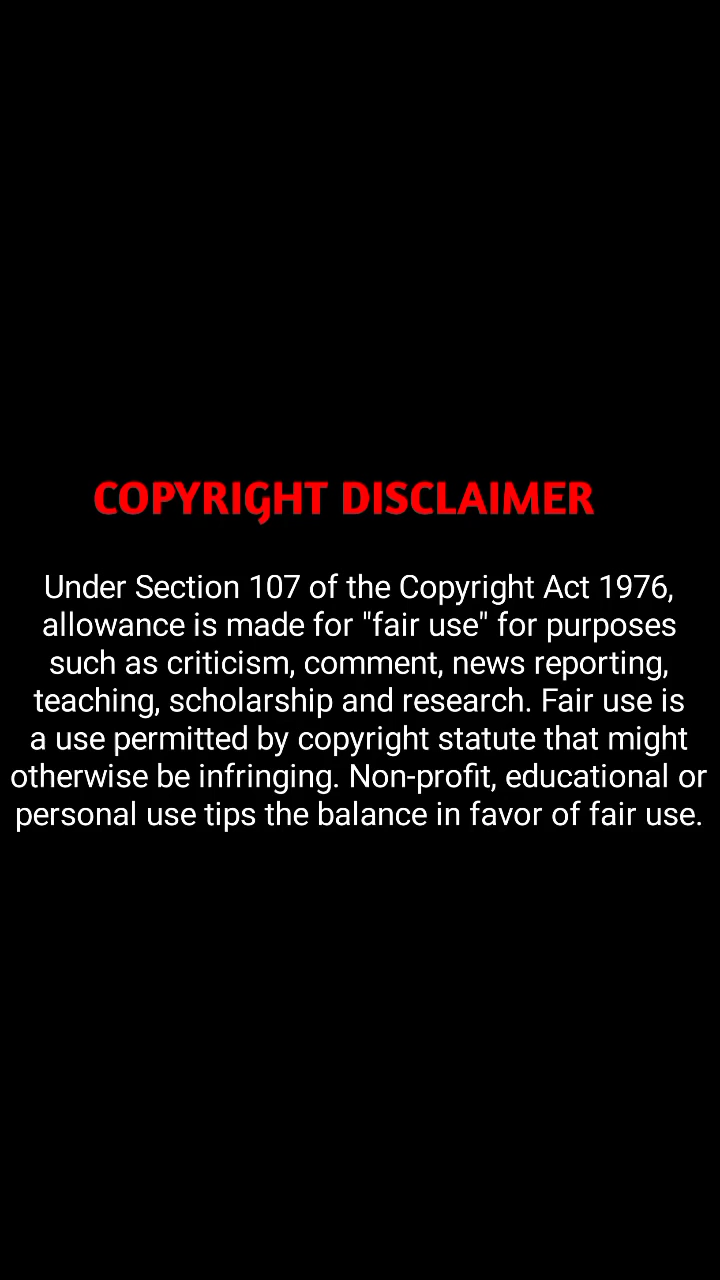 COPYRIGHT DISCLAIMER
Under Section 107 of the Copyright Act 1976,
allowance is made for "fair use" for purposes
such as criticism, comment, news reporting,
teaching, scholarship and research. Fair use is
a use permitted by copyright statute that might
otherwise be infringing. Non-profit, educational or
personal use tips the balance in favor of fair use.